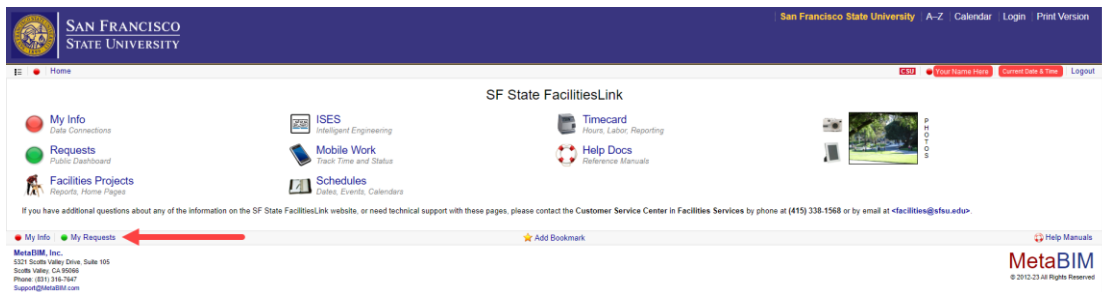 San Francisco State University A–Z Calendar Login Print Version
SAN FRANCISCO
STATE UNIVERSITY
Home
CSU Your Name Here Current Date & Time Logout
SF State FacilitiesLink
My Info
Data Connections
ISES
Intelligent Engineering
Timecard
Hours, Labor, Reporting
PHOTOS
Requests
Public Dashboard
Mobile Work
Track Time and Status
Help Docs
Reference Manuals
Facilities Projects
Reports, Home Pages
Schedules
Dates, Events, Calendars
If you have additional questions about any of the information on the SF State FacilitiesLink website, or need technical support with these pages, please contact the Customer Service Center in Facilities Services by phone at (415) 338-1568 or by email at <facilities@sfsu.edu>.
My Info My Requests Add Bookmark Help Manuals
MetaBIM, Inc.
5321 Scotts Valley Drive, Suite 105
Scotts Valley, CA 95066
Phone: (831) 316-7647
Support@MetaBIM.com
MetaBIM
© 2012-23 All Rights Reserved